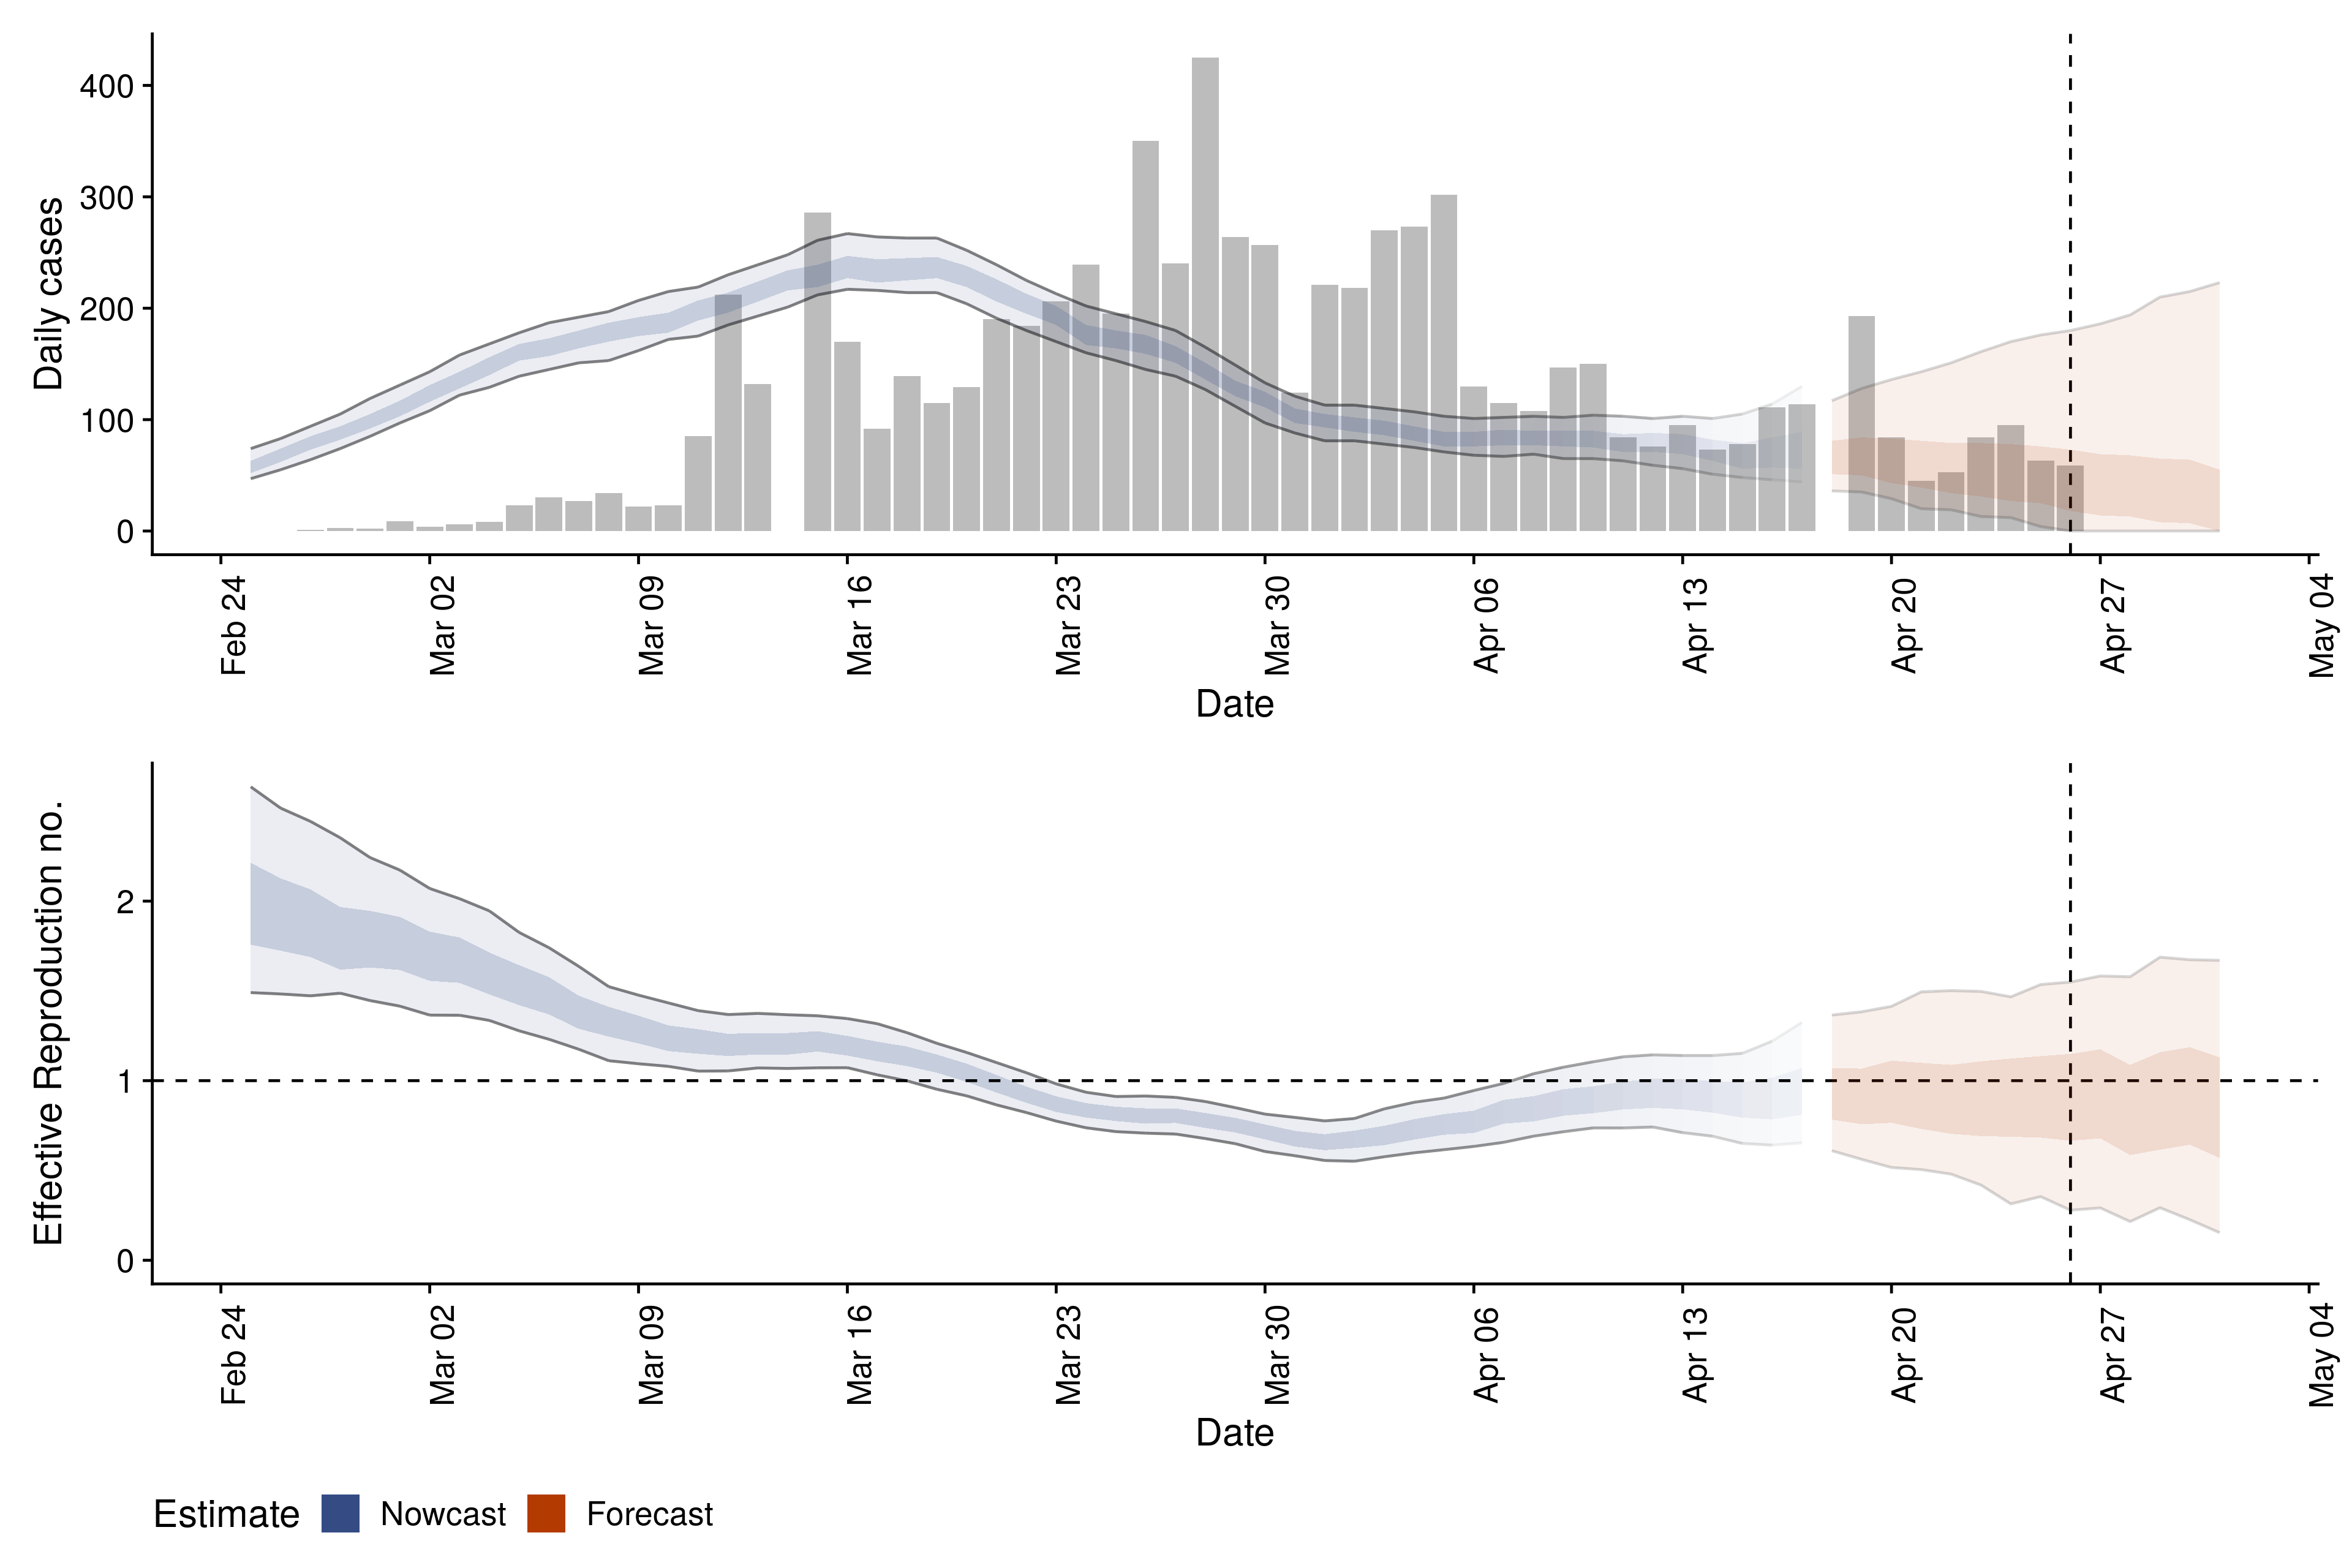 Daily cases
400
300
200
100
0
Feb 24
Mar 02
Mar 09
Mar 16
Mar 23
Mar 30
Apr 06
Apr 13
Apr 20
Apr 27
May 04
Date
Effective Reproduction no.
2
1
0
Feb 24
Mar 02
Mar 09
Mar 16
Mar 23
Mar 30
Apr 06
Apr 13
Apr 20
Apr 27
May 04
Date
Estimate Nowcast Forecast